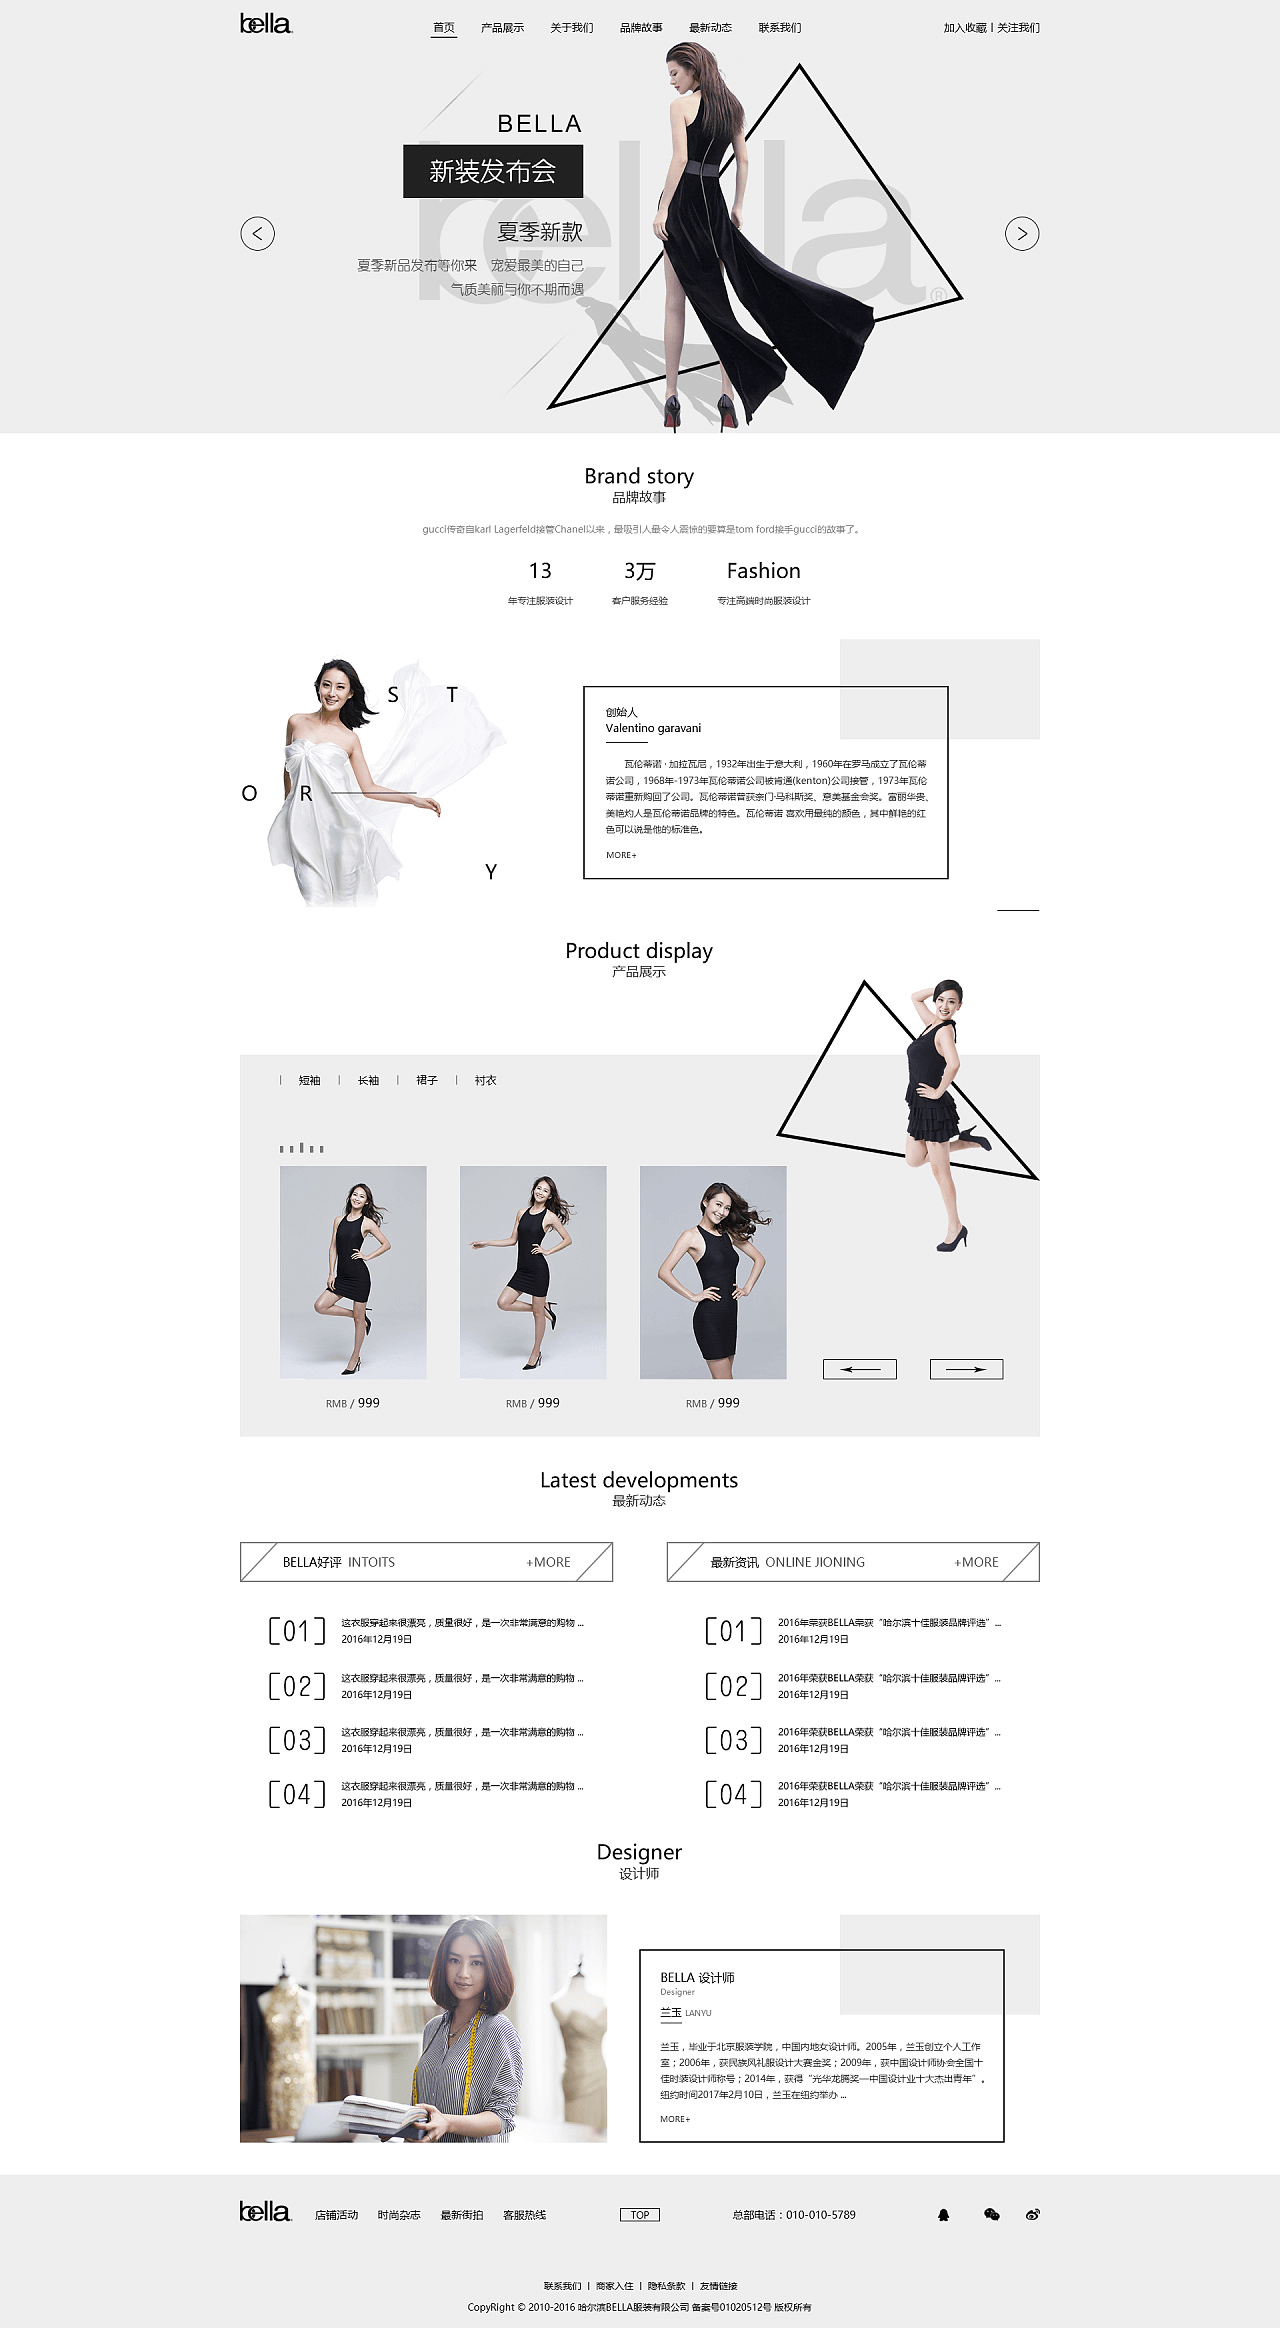 bella.
首页 产品展示 关于我们 品牌故事 最新动态 联系我们
加入收藏 | 关注我们
bella®
BELLA
新装发布会
夏季新款
夏季新品发布等你来 宠爱最美的自己
气质美丽与你不期而遇
<
>
Brand story
品牌故事
gucci传奇自karl Lagerfeld接管Chanel以来，最吸引人最令人震惊的要算是tom ford接手gucci的故事了。
13 3万 Fashion
年专注服装设计 客户服务经验 专注高端时尚服装设计
S T
O R
Y
创始人
Valentino garavani
瓦伦蒂诺 · 加拉瓦尼，1932年出生于意大利，1960年在罗马成立了瓦伦蒂
诺公司，1968年-1973年瓦伦蒂诺公司被肯通(kenton)公司接管，1973年瓦伦
蒂诺重新购回了公司。瓦伦蒂诺曾获奈门·马科斯奖、意美基金会奖。富丽华贵、
美艳灼人是瓦伦蒂诺品牌的特色。瓦伦蒂诺 喜欢用最纯的颜色，其中鲜艳的红
色可以说是他的标准色。
MORE+
Product display
产品展示
| 短袖 | 长袖 | 裙子 | 衬衣
RMB / 999
RMB / 999
RMB / 999
Latest developments
最新动态
BELLA好评 INTOITS +MORE
[01] 这衣服穿起来很漂亮，质量很好，是一次非常满意的购物 ...
2016年12月19日
[02] 这衣服穿起来很漂亮，质量很好，是一次非常满意的购物 ...
2016年12月19日
[03] 这衣服穿起来很漂亮，质量很好，是一次非常满意的购物 ...
2016年12月19日
[04] 这衣服穿起来很漂亮，质量很好，是一次非常满意的购物 ...
2016年12月19日
最新资讯 ONLINE JIONING +MORE
[01] 2016年荣获BELLA荣获“哈尔滨十佳服装品牌评选” ...
2016年12月19日
[02] 2016年荣获BELLA荣获“哈尔滨十佳服装品牌评选” ...
2016年12月19日
[03] 2016年荣获BELLA荣获“哈尔滨十佳服装品牌评选” ...
2016年12月19日
[04] 2016年荣获BELLA荣获“哈尔滨十佳服装品牌评选” ...
2016年12月19日
Designer
设计师
BELLA 设计师
Designer
兰玉 LANYU
兰玉，毕业于北京服装学院，中国内地女设计师。2005年，兰玉创立个人工作
室；2006年，获民族风礼服设计大赛金奖；2009年，获中国设计师协会全国十
佳时装设计师称号；2014年，获得“光华龙腾奖—中国设计业十大杰出青年”。
纽约时间2017年2月10日，兰玉在纽约举办 ...
MORE+
bella.
店铺活动 时尚杂志 最新街拍 客服热线
TOP
总部电话：010-010-5789
联系我们 | 商家入住 | 隐私条款 | 友情链接
CopyRight © 2010-2016 哈尔滨BELLA服装有限公司 备案号01020512号 版权所有